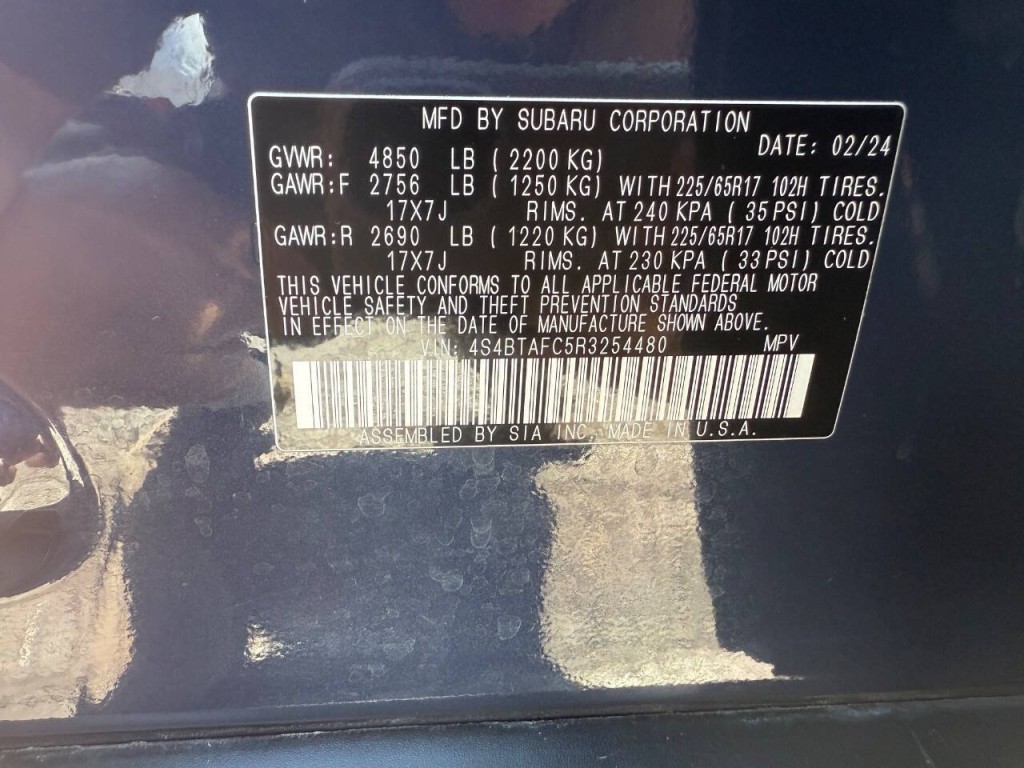 MFD BY SUBARU CORPORATION
DATE: 02/24
GVWR: 4850 LB ( 2200 KG)
GAWR:F 2756 LB ( 1250 KG) WITH 225/65R17 102H TIRES.
17X7J RIMS. AT 240 KPA ( 35 PSI) COLD
GAWR:R 2690 LB ( 1220 KG) WITH 225/65R17 102H TIRES.
17X7J RIMS. AT 230 KPA ( 33 PSI) COLD
THIS VEHICLE CONFORMS TO ALL APPLICABLE FEDERAL MOTOR
VEHICLE SAFETY AND THEFT PREVENTION STANDARDS
IN EFFECT ON THE DATE OF MANUFACTURE SHOWN ABOVE.
VIN: 4S4BTAFC5R3254480 MPV
ASSEMBLED BY SIA INC. MADE IN U.S.A.